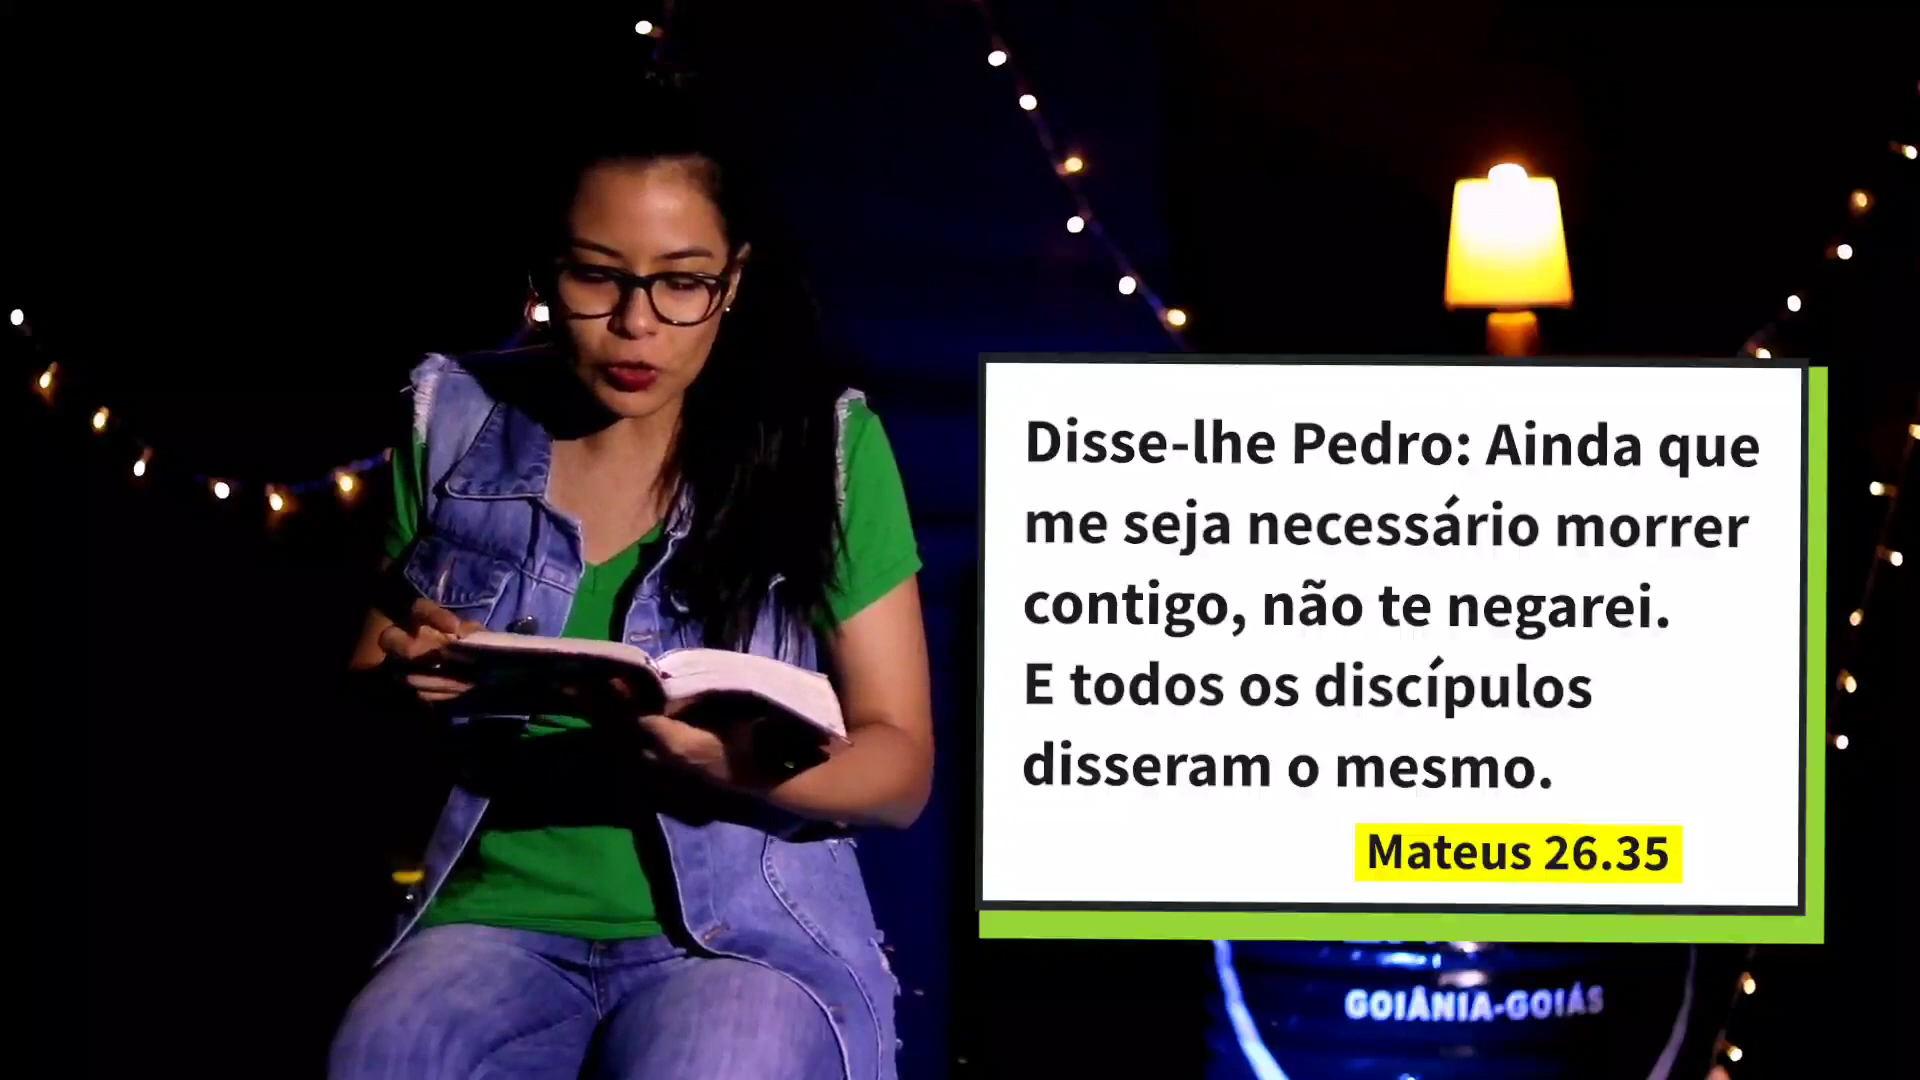 Disse-lhe Pedro: Ainda que
me seja necessário morrer
contigo, não te negarei.
E todos os discípulos
disseram o mesmo.
Mateus 26.35
GOIÂNIA-GOIÁS